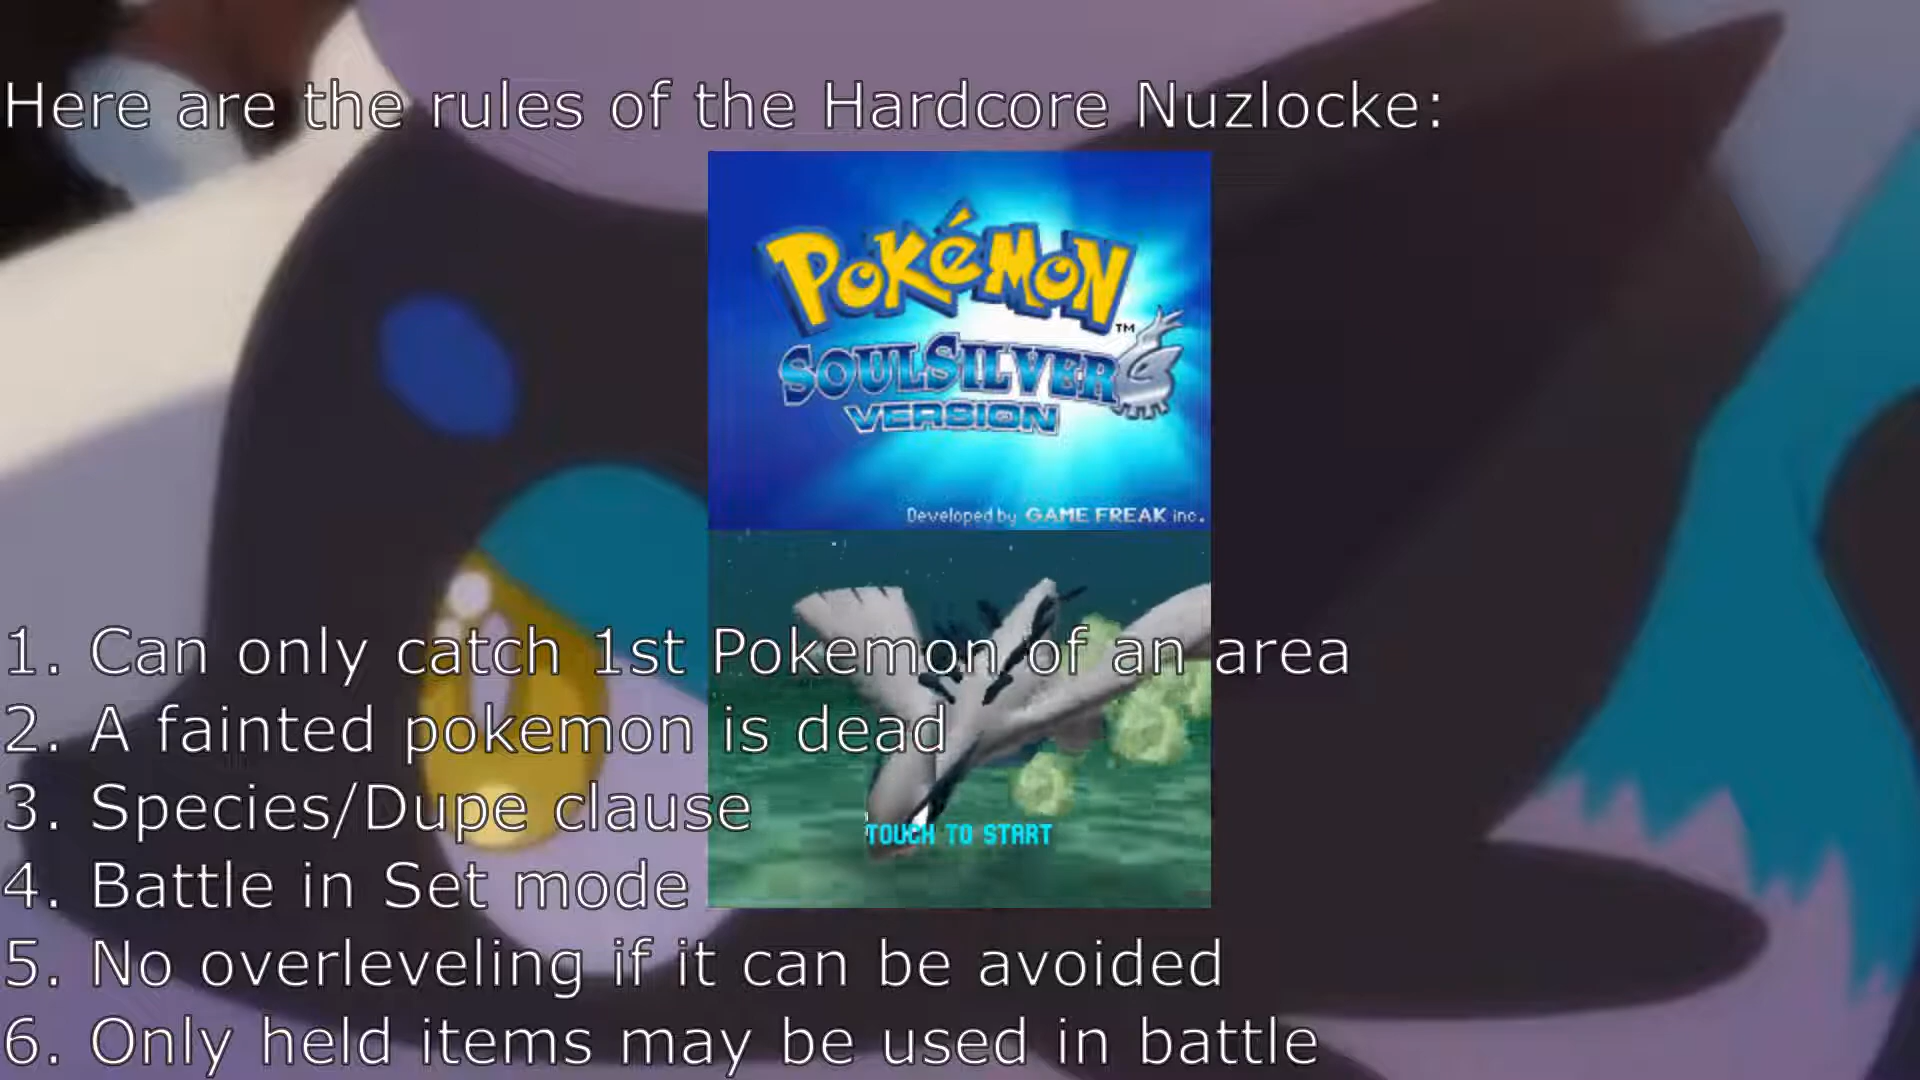 Here are the rules of the Hardcore Nuzlocke:
POKéMON
™
SOULSILVER
VERSION
Developed by GAME FREAK inc.
1. Can only catch 1st Pokemon of an area
2. A fainted pokemon is dead
3. Species/Dupe clause
TOUCH TO START
4. Battle in Set mode
5. No overleveling if it can be avoided
6. Only held items may be used in battle